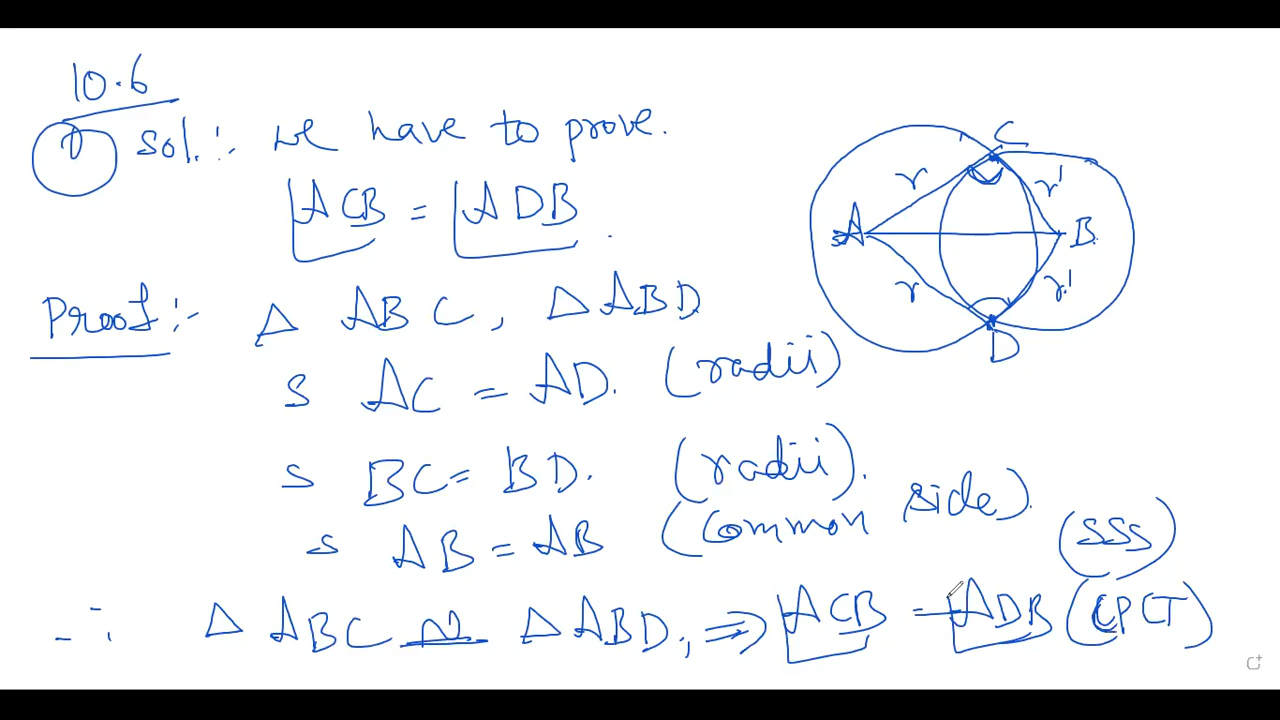 10.6
1 Sol. :- We have to prove.
∠ACB = ∠ADB.
Proof :- Δ ABC, Δ ABD
S AC = AD. (radii)
S BC = BD. (radii).
S AB = AB (Common side).
(SSS)
∴ Δ ABC ≅ Δ ABD, ⇒ ∠ACB = ∠ADB (CPCT)
C
r r'
A B
r r'
D